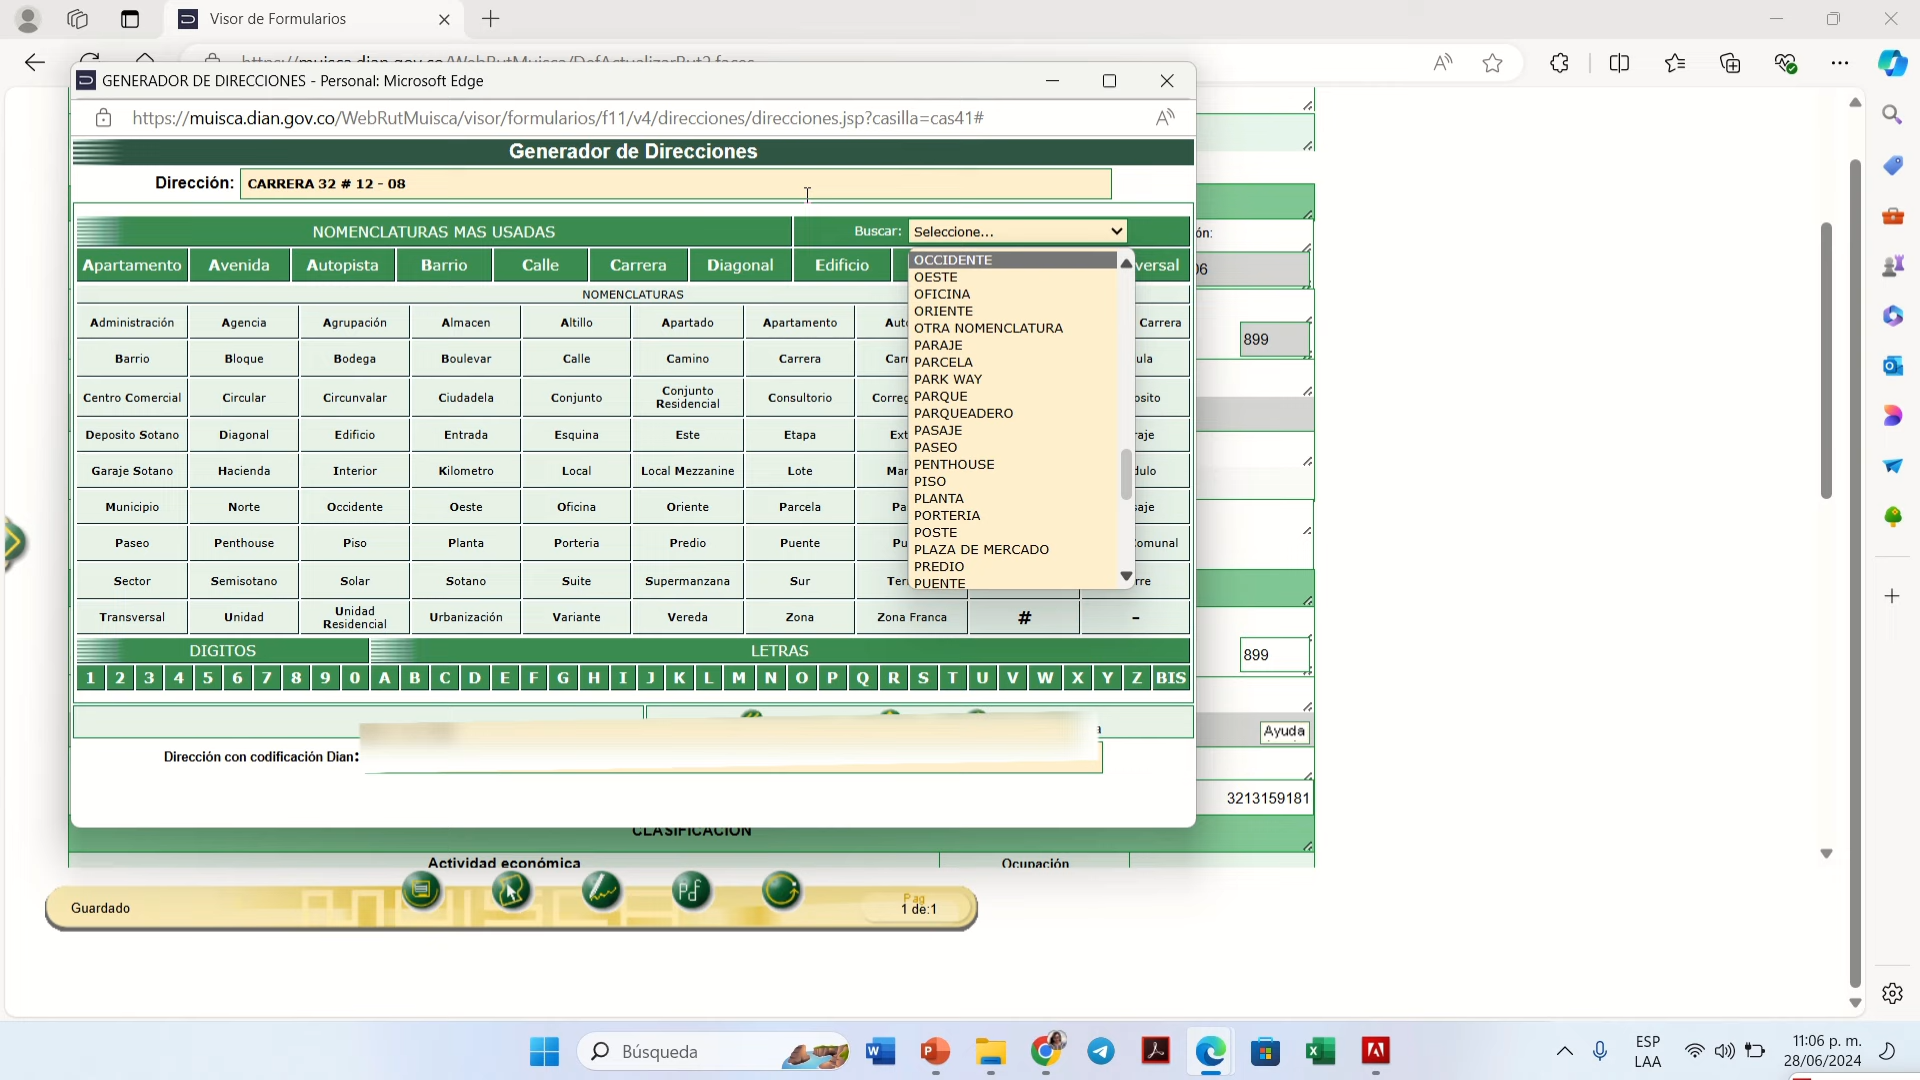 Visor de Formularios
GENERADOR DE DIRECCIONES - Personal: Microsoft Edge
https://muisca.dian.gov.co/WebRutMuisca/visor/formularios/f11/v4/direcciones/direcciones.jsp?casilla=cas41#
Generador de Direcciones
Dirección: CARRERA 32 # 12 - 08
NOMENCLATURAS MAS USADAS Buscar: Seleccione...
Apartamento Avenida Autopista Barrio Calle Carrera Diagonal Edificio
NOMENCLATURAS
Administración Agencia Agrupación Almacen Altillo Apartado Apartamento Carrera
Barrio Bloque Bodega Boulevar Calle Camino Carrera
Centro Comercial Circular Circunvalar Ciudadela Conjunto Conjunto Residencial Consultorio
Deposito Sotano Diagonal Edificio Entrada Esquina Este Etapa
Garaje Sotano Hacienda Interior Kilometro Local Local Mezzanine Lote
Municipio Norte Occidente Oeste Oficina Oriente Parcela
Paseo Penthouse Piso Planta Porteria Predio Puente
Sector Semisotano Solar Sotano Suite Supermanzana Sur
Transversal Unidad Unidad Residencial Urbanización Variante Vereda Zona Zona Franca # -
OCCIDENTE
OESTE
OFICINA
ORIENTE
OTRA NOMENCLATURA
PARAJE
PARCELA
PARK WAY
PARQUE
PARQUEADERO
PASAJE
PASEO
PENTHOUSE
PISO
PLANTA
PORTERIA
POSTE
PLAZA DE MERCADO
PREDIO
PUENTE
DIGITOS LETRAS
1 2 3 4 5 6 7 8 9 0 A B C D E F G H I J K L M N O P Q R S T U V W X Y Z BIS
Dirección con codificación Dian:
899
899
Ayuda
3213159181
CLASIFICACION
Actividad económica Ocupación
Guardado
Pag
1 de:1
Búsqueda
ESP
LAA
11:06 p. m.
28/06/2024